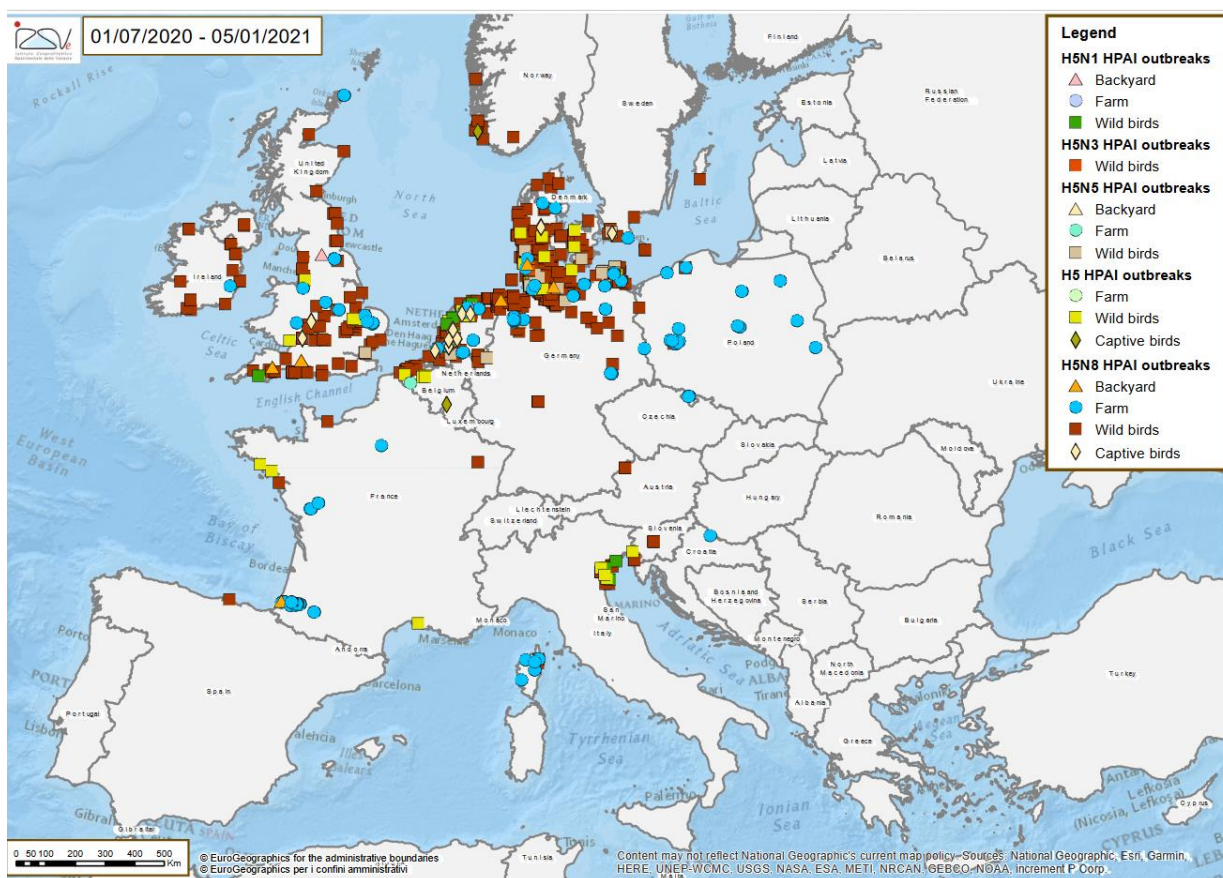 01/07/2020 - 05/01/2021
Legend
H5N1 HPAI outbreaks
Backyard
Farm
Wild birds
H5N3 HPAI outbreaks
Wild birds
H5N5 HPAI outbreaks
Backyard
Farm
Wild birds
H5 HPAI outbreaks
Farm
Wild birds
Captive birds
H5N8 HPAI outbreaks
Backyard
Farm
Wild birds
Captive birds
Rockall Rise
Finland
Norway
Sweden
Russian
Federation
Estonia
Latvia
United
Kingdom
North
Sea
Denmark
Baltic
Sea
Lithuania
Belarus
Ireland
Celtic
Sea
Poland
Germany
Netherlands
Belgium
English Channel
Luxembourg
Czechia
Ukraine
West
European
Basin
Slovakia
Moldova
France
Austria
Hungary
Liechtenstein
Switzerland
Slovenia
Romania
Croatia
Bay of
Biscay
Black Sea
Bosnia and
Herzegovina
Serbia
San
Marino
Monaco
Italy
Bulgaria
Andorra
Marseille
Monaco
Adriatic Sea
Montenegro
North
Macedonia
Barcelona
Albania
Turkey
Portugal
Spain
Tyrrhenian
Sea
Greece
Aegean
Sea
Palermo
Ionian
Sea
Gibraltar
Cyprus
Tunisia
0 50 100 200 300 400 500
Km
© EuroGeographics for the administrative boundaries
© EuroGeographics per i confini amministrativi
Content may not reflect National Geographic's current map policy. Sources: National Geographic, Esri, Garmin,
HERE, UNEP-WCMC, USGS, NASA, ESA, METI, NRCAN, GEBCO, NOAA, increment P Corp.